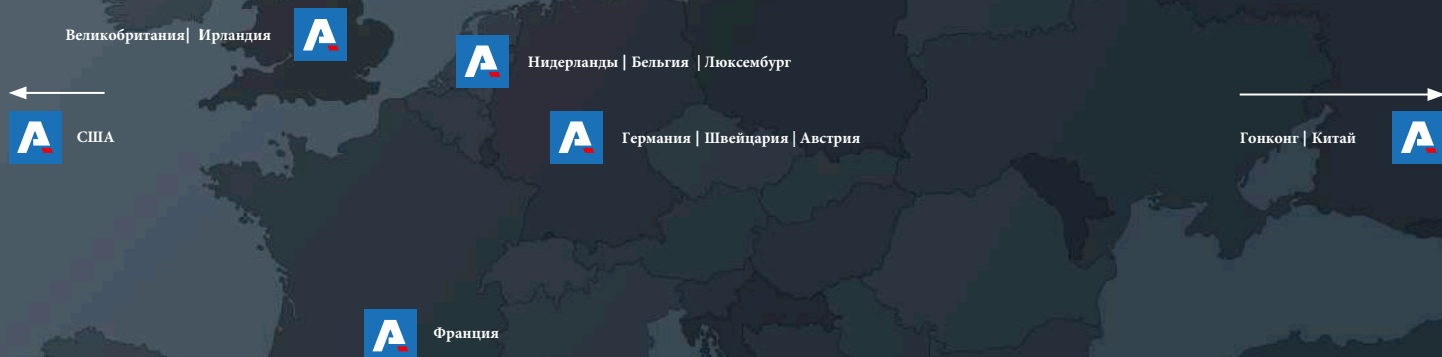 Великобритания| Ирландия
Нидерланды | Бельгия | Люксембург
США
Германия | Швейцария | Австрия
Гонконг | Китай
Франция